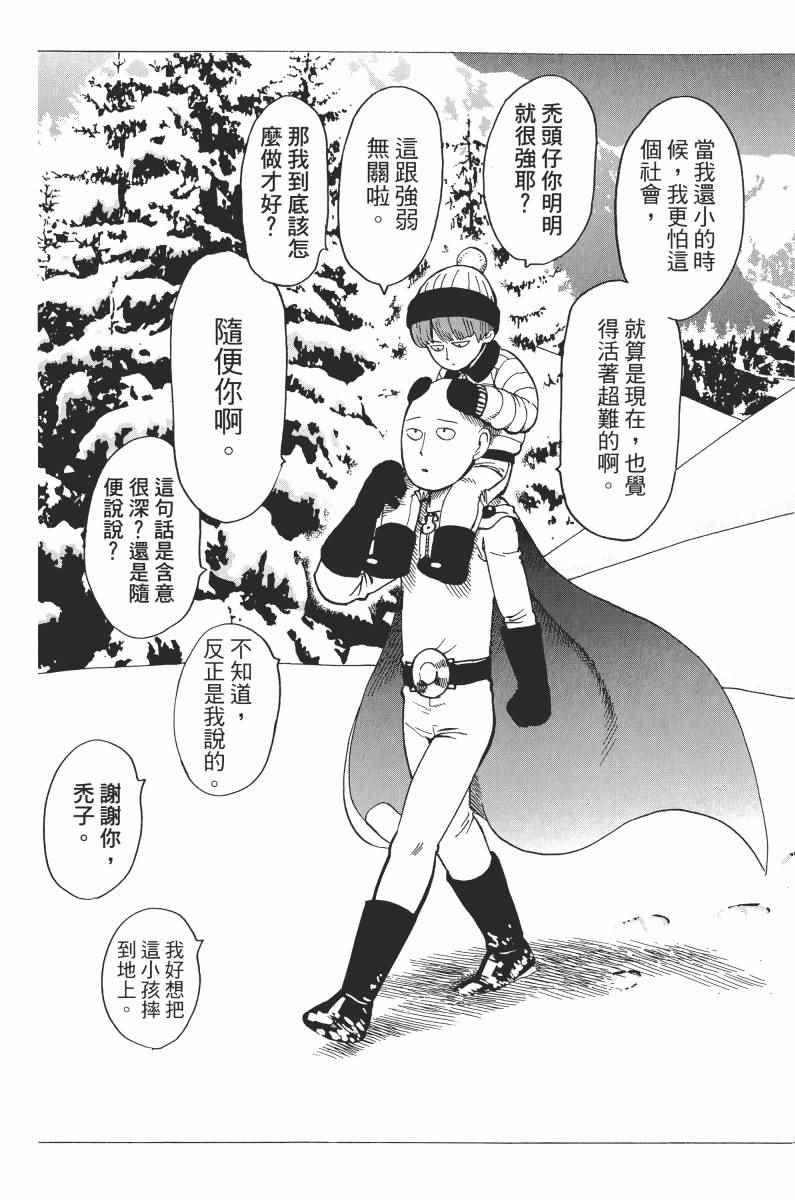 當我還小的時
候，我更怕這
個社會，
就算是現在，也覺
得活著超難的啊。
禿頭仔你明明
就很強耶？
這跟強弱
無關啦。
那我到底該怎
麼做才好？
隨便你啊。
這句話是含意
很深？還是隨
便說說？
不知道，
反正是我說的。
謝謝你，
禿子。
我好想把
這小孩摔
到地上。